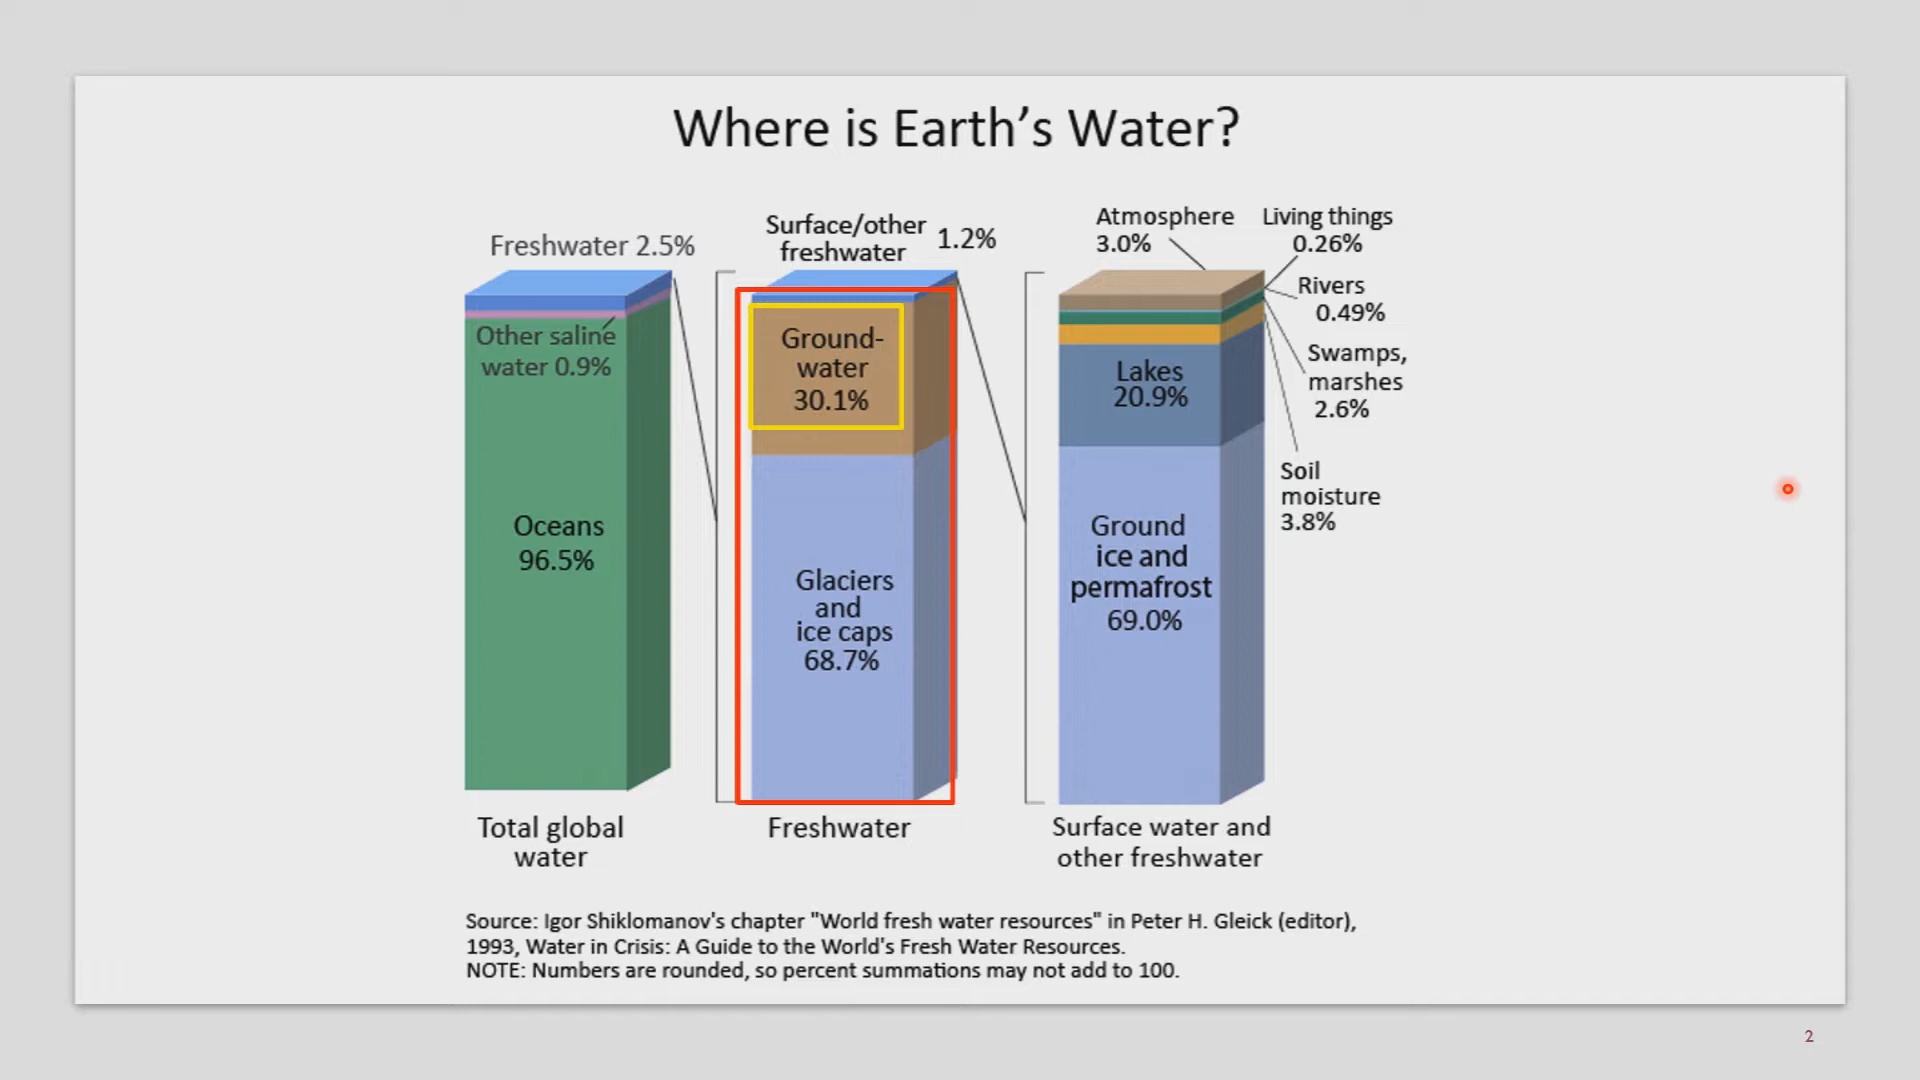 Where is Earth’s Water?
Freshwater 2.5%
Other saline
water 0.9%
Oceans
96.5%
Total global
water
Surface/other
freshwater
1.2%
Ground-
water
30.1%
Glaciers
and
ice caps
68.7%
Freshwater
Atmosphere
3.0%
Living things
0.26%
Rivers
0.49%
Swamps,
marshes
2.6%
Soil
moisture
3.8%
Lakes
20.9%
Ground
ice and
permafrost
69.0%
Surface water and
other freshwater
Source: Igor Shiklomanov's chapter "World fresh water resources" in Peter H. Gleick (editor),
1993, Water in Crisis: A Guide to the World's Fresh Water Resources.
NOTE: Numbers are rounded, so percent summations may not add to 100.
2